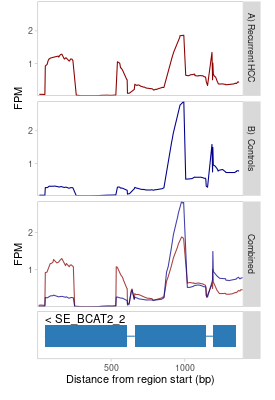 2
1
A) Recurrent HCC
FPM
2
1
B) Controls
2
1
Combined
FPM
< SE_BCAT2_2
500
1000
Distance from region start (bp)